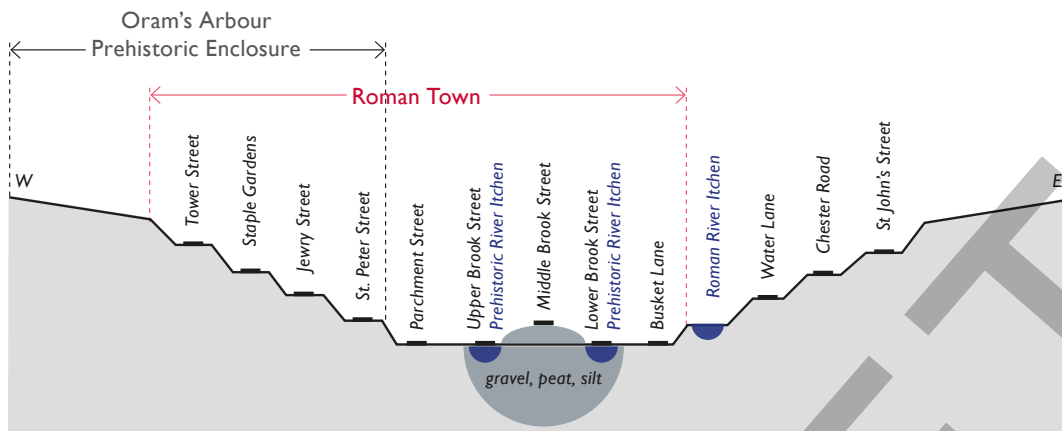 Oram's Arbour
Prehistoric Enclosure
Roman Town
W
E
Tower Street
Staple Gardens
Jewry Street
St. Peter Street
Parchment Street
Upper Brook Street
Prehistoric River Itchen
Middle Brook Street
Lower Brook Street
Prehistoric River Itchen
Busket Lane
Roman River Itchen
Water Lane
Chester Road
St John's Street
gravel, peat, silt